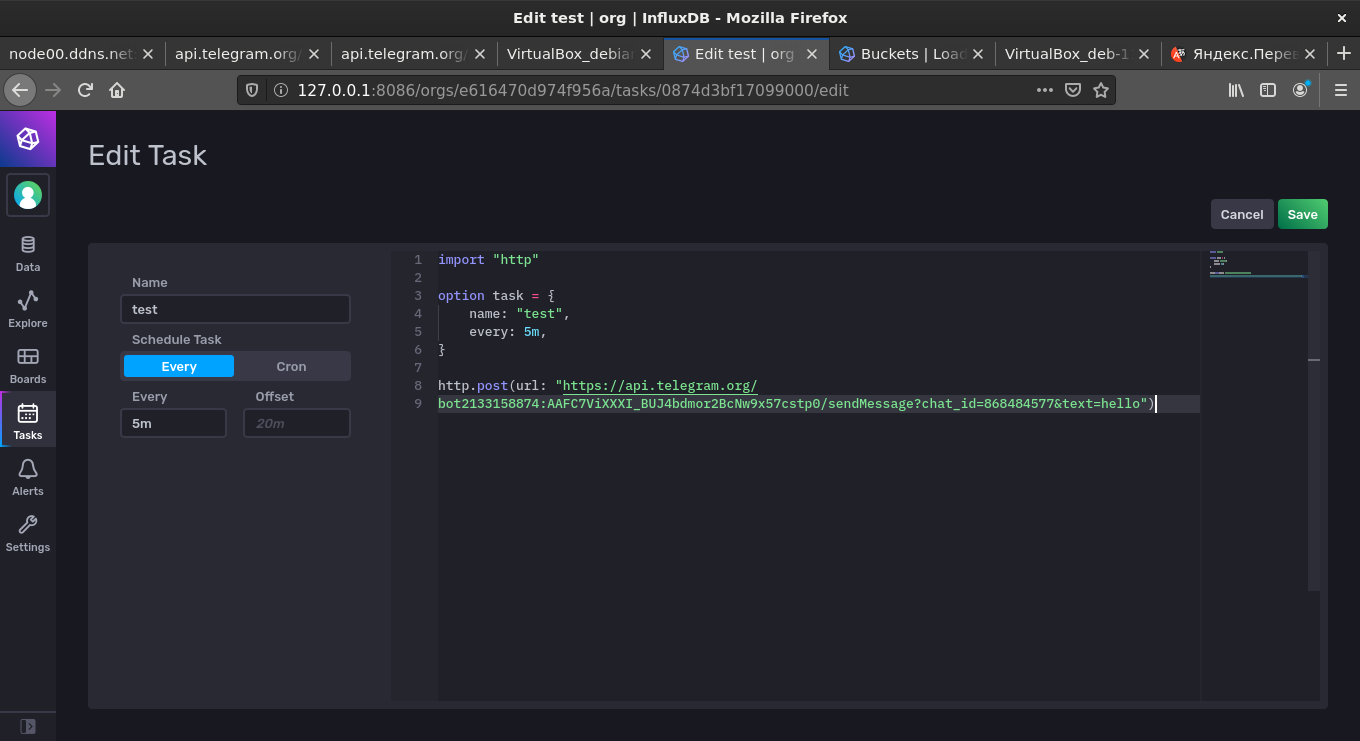 Edit test | org | InfluxDB - Mozilla Firefox
node00.ddns.net
api.telegram.org/
api.telegram.org/
VirtualBox_debian
Edit test | org
Buckets | Load
VirtualBox_deb-1
Яндекс.Перев
127.0.0.1:8086/orgs/e616470d974f956a/tasks/0874d3bf17099000/edit
Edit Task
Cancel
Save
Data
Explore
Boards
Tasks
Alerts
Settings
Name
test
Schedule Task
Every
Cron
Every
Offset
5m
20m
1 import "http"
2
3 option task = {
4 name: "test",
5 every: 5m,
6 }
7
8 http.post(url: "https://api.telegram.org/
9 bot2133158874:AAFC7ViXXXI_BUJ4bdmor2BcNw9x57cstp0/sendMessage?chat_id=868484577&text=hello")